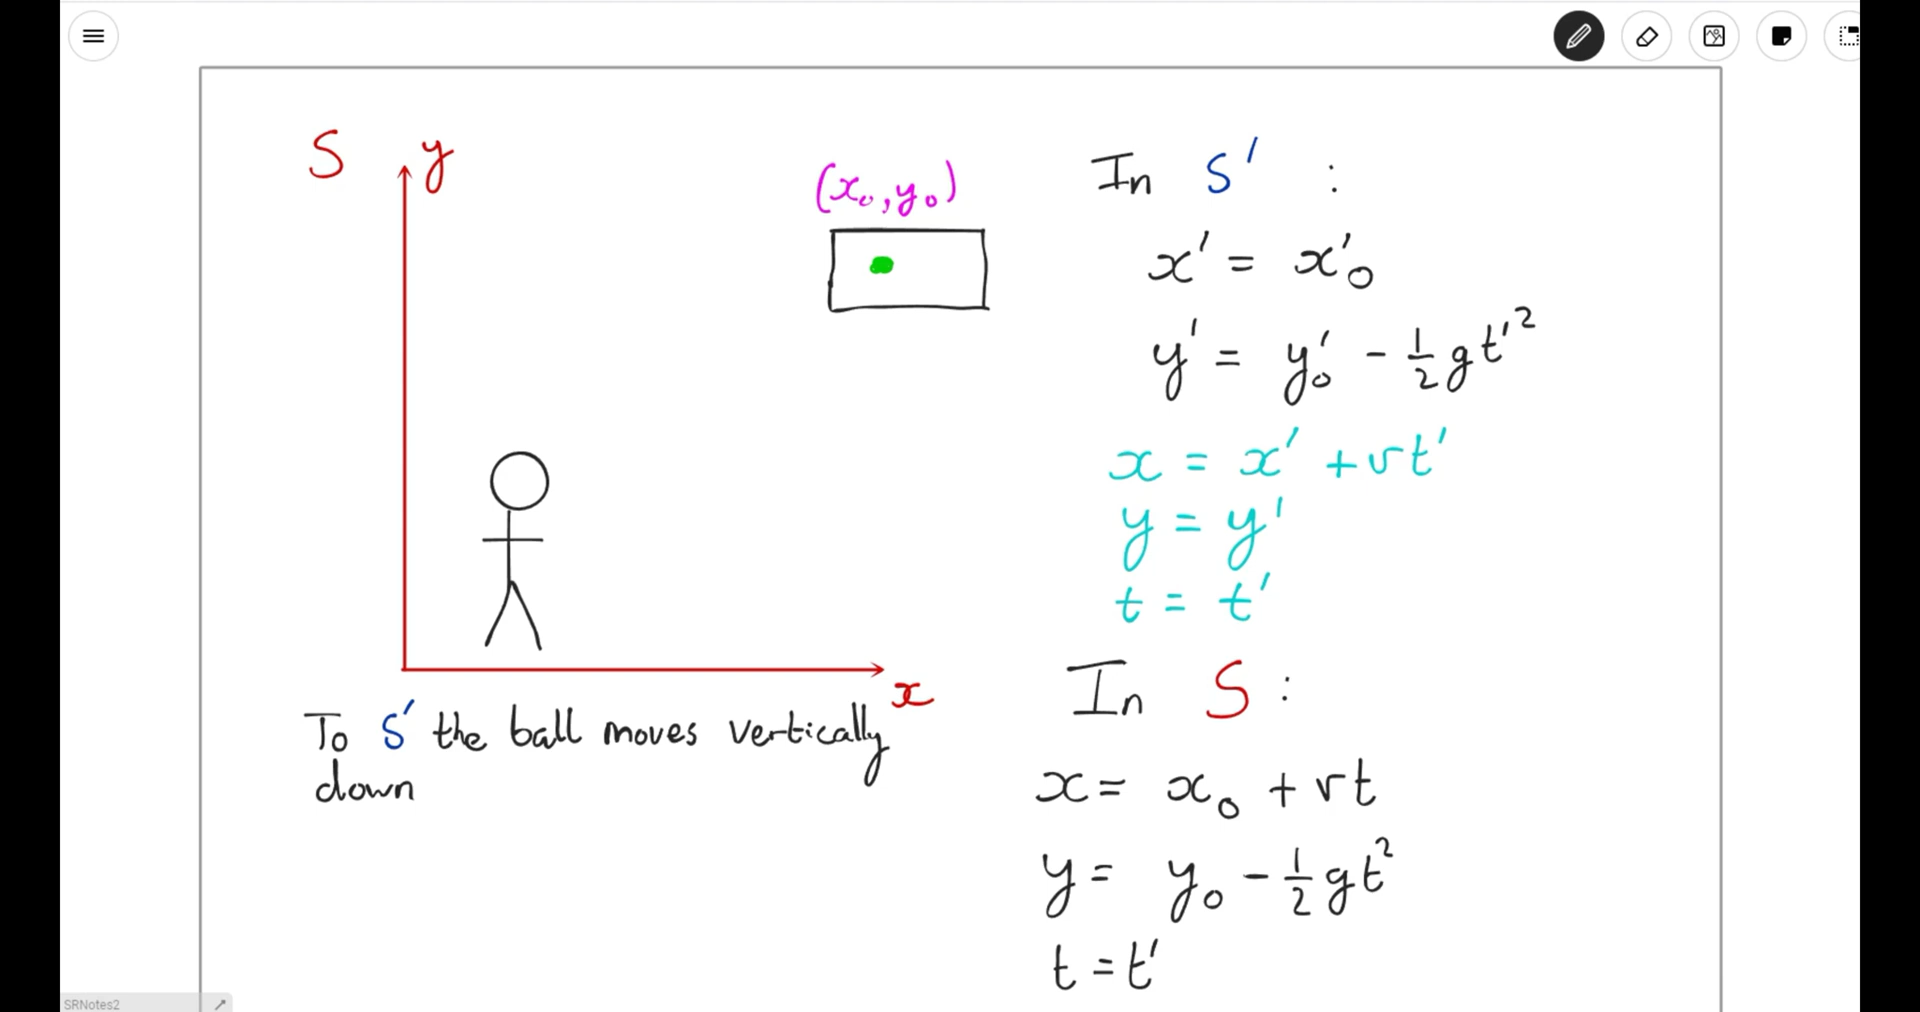 S y
(x₀, y₀)
x
To S' the ball moves vertically
down
In S' :
x' = x'₀
y' = y'₀ - ½gt'²
x = x' + vt'
y = y'
t = t'
In S :
x = x₀ + vt
y = y₀ - ½gt²
t = t'
SRNotes2